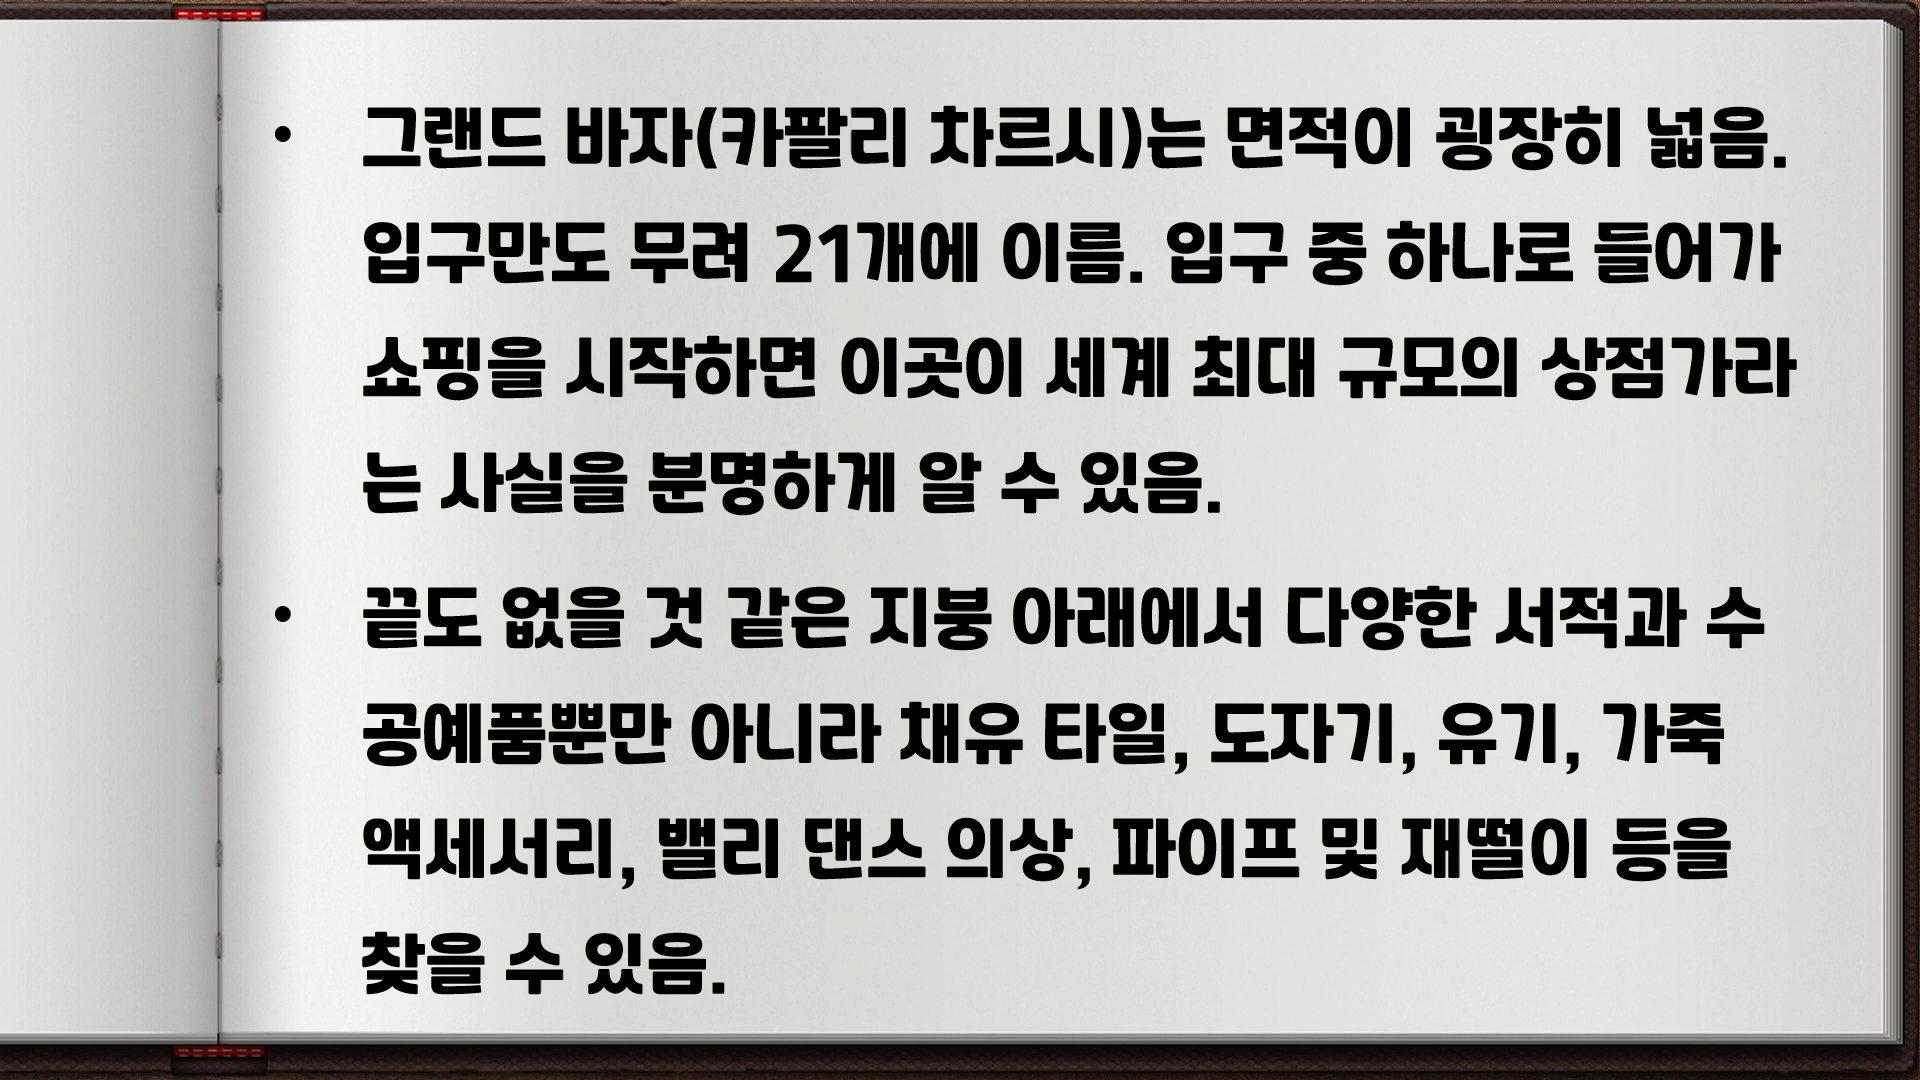 • 그랜드 바자(카팔리 차르시)는 면적이 굉장히 넓음.
입구만도 무려 21개에 이름. 입구 중 하나로 들어가
쇼핑을 시작하면 이곳이 세계 최대 규모의 상점가라
는 사실을 분명하게 알 수 있음.
• 끝도 없을 것 같은 지붕 아래에서 다양한 서적과 수
공예품뿐만 아니라 채유 타일, 도자기, 유기, 가죽
액세서리, 밸리 댄스 의상, 파이프 및 재떨이 등을
찾을 수 있음.